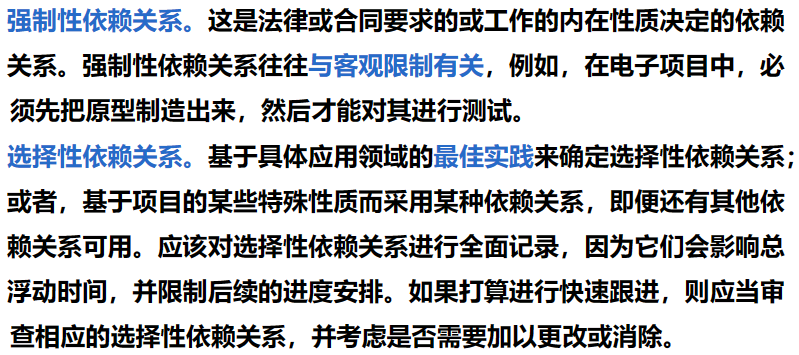 强制性依赖关系。这是法律或合同要求的或工作的内在性质决定的依赖
关系。强制性依赖关系往往与客观限制有关，例如，在电子项目中，必
须先把原型制造出来，然后才能对其进行测试。
选择性依赖关系。基于具体应用领域的最佳实践来确定选择性依赖关系；
或者，基于项目的某些特殊性质而采用某种依赖关系，即便还有其他依
赖关系可用。应该对选择性依赖关系进行全面记录，因为它们会影响总
浮动时间，并限制后续的进度安排。如果打算进行快速跟进，则应当审
查相应的选择性依赖关系，并考虑是否需要加以更改或消除。